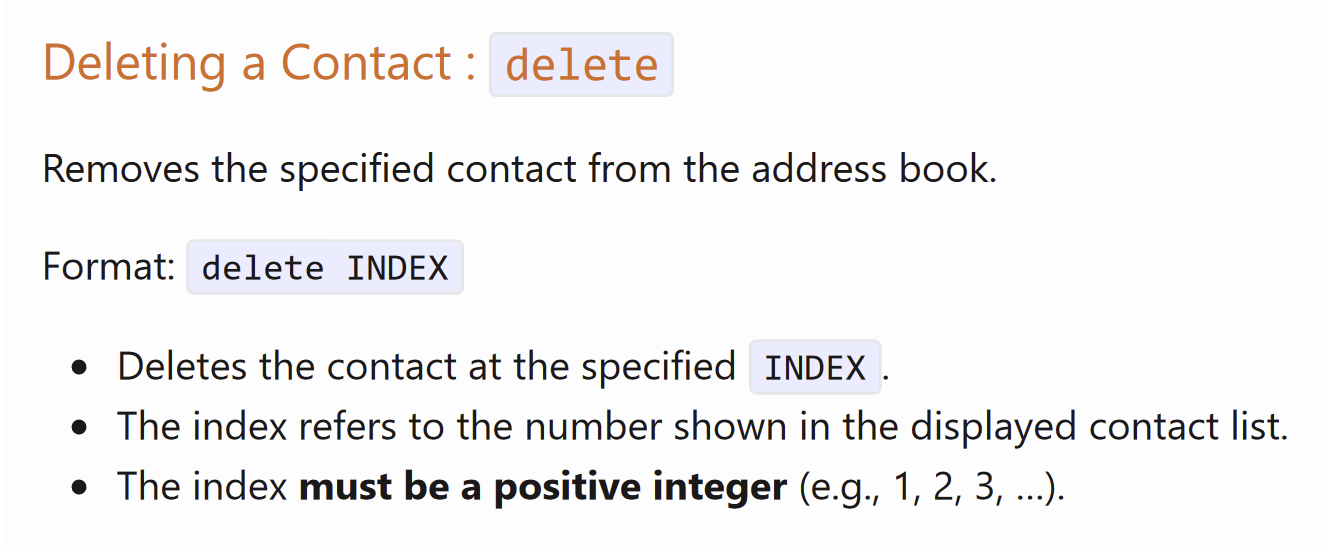 Deleting a Contact : delete
Removes the specified contact from the address book.
Format: delete INDEX
• Deletes the contact at the specified INDEX.
• The index refers to the number shown in the displayed contact list.
• The index must be a positive integer (e.g., 1, 2, 3, …).